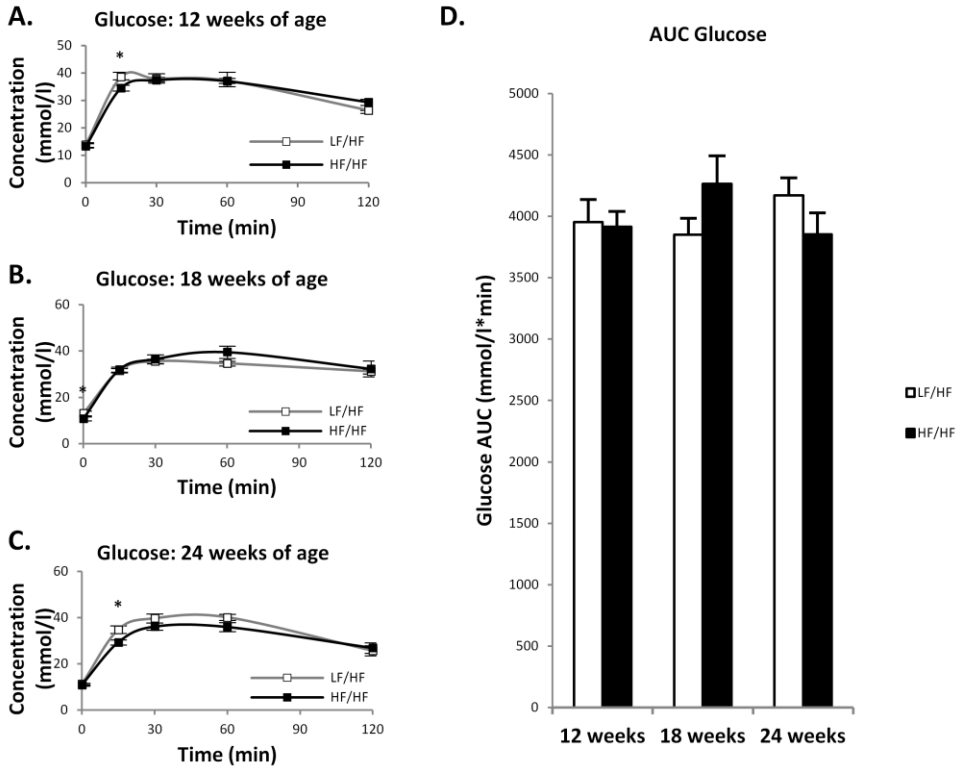 A.
Glucose: 12 weeks of age
Concentration
(mmol/l)
50
40
30
20
10
0
*
LF/HF
HF/HF
0 30 60 90 120
Time (min)
B.
Glucose: 18 weeks of age
Concentration
(mmol/l)
60
40
20
0
*
LF/HF
HF/HF
0 30 60 90 120
Time (min)
C.
Glucose: 24 weeks of age
Concentration
(mmol/l)
60
40
20
0
*
LF/HF
HF/HF
0 30 60 90 120
Time (min)
D.
AUC Glucose
Glucose AUC (mmol/l*min)
5000
4500
4000
3500
3000
2500
2000
1500
1000
500
0
12 weeks 18 weeks 24 weeks
LF/HF
HF/HF